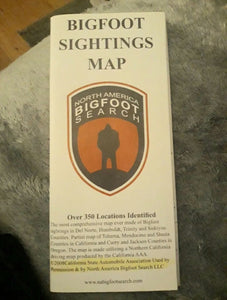 BIGFOOT
SIGHTINGS
MAP
NORTH AMERICA
BIGFOOT
SEARCH
Over 350 Locations Identified
The most comprehensive map ever made of Bigfoot
sightings in Del Norte, Humboldt, Trinity and Siskiyou
Counties. Partial map of Tehama, Mendocino and Shasta
Counties in California and Curry and Jackson Counties in
Oregon. The map is made utilizing a Northern California
driving map produced by the California AAA.
California State Automobile Association Used by
Permission & by North America Bigfoot Search LLC
www.nabigfootsearch.com